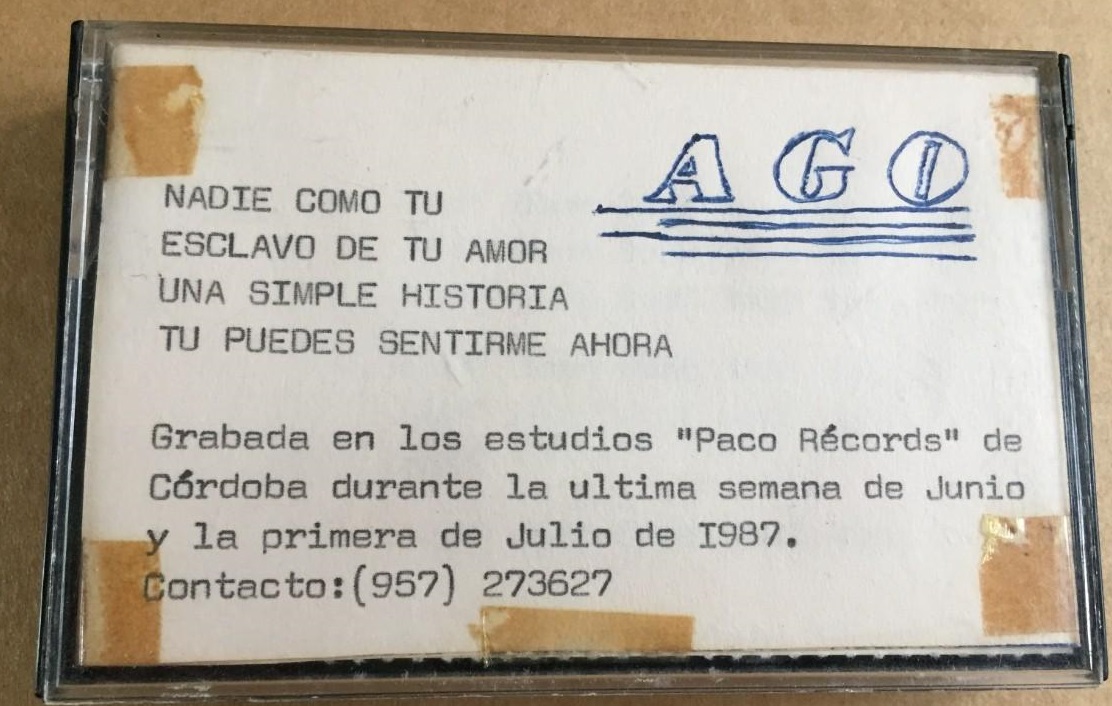 AGI
NADIE COMO TU
ESCLAVO DE TU AMOR
UNA SIMPLE HISTORIA
TU PUEDES SENTIRME AHORA
Grabada en los estudios "Paco Récords" de
Córdoba durante la ultima semana de Junio
y la primera de Julio de I987.
Contacto:(957) 273627